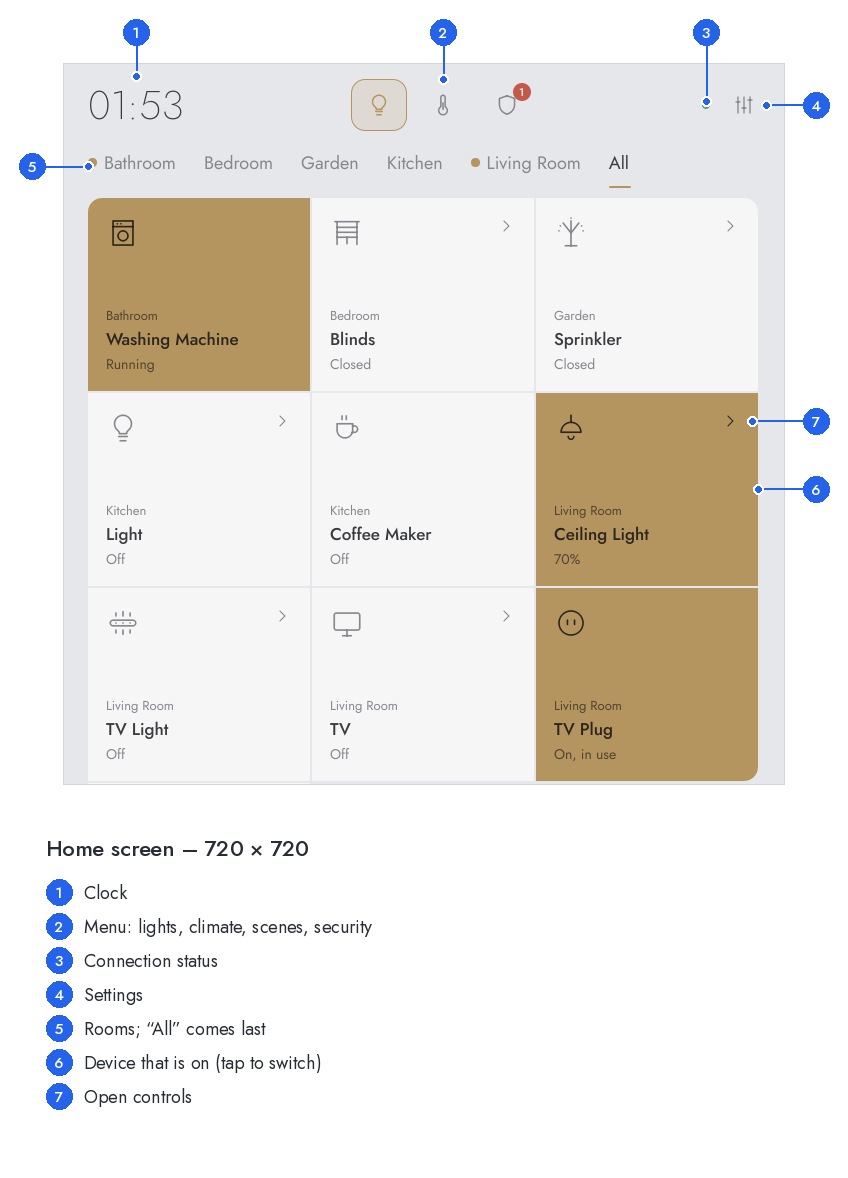 1
2
3
01:53
1
4
5
Bathroom Bedroom Garden Kitchen Living Room All
Bathroom
Washing Machine
Running
Bedroom
Blinds
Closed
Garden
Sprinkler
Closed
7
6
Kitchen
Light
Off
Kitchen
Coffee Maker
Off
Living Room
Ceiling Light
70%
Living Room
TV Light
Off
Living Room
TV
Off
Living Room
TV Plug
On, in use
Home screen — 720 × 720
1 Clock
2 Menu: lights, climate, scenes, security
3 Connection status
4 Settings
5 Rooms; “All” comes last
6 Device that is on (tap to switch)
7 Open controls